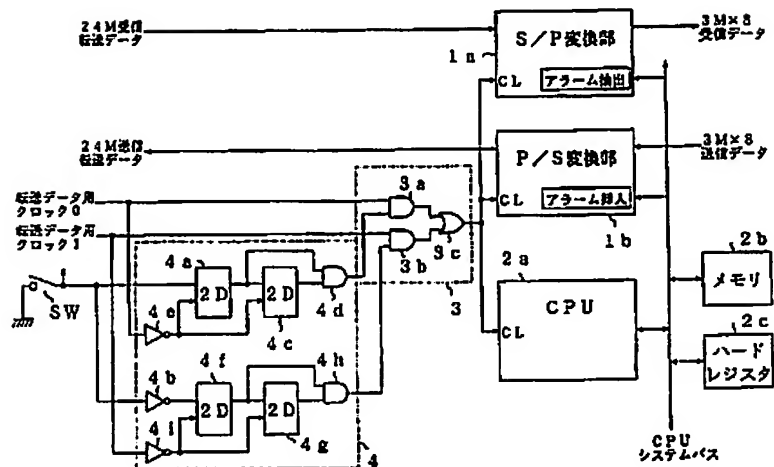 24M受信
転送データ
1a
S/P変換部
CL
アラーム抽出
3M×8
受信データ
24M送信
転送データ
P/S変換部
CL
アラーム挿入
1b
3M×8
送信データ
転送データ用
クロック0
転送データ用
クロック1
3a
3b
3c
3
SW
4a
2D
2D
4c
4d
4e
4b
4f
2D
2D
4g
4h
4i
4
2a
CPU
CL
2b
メモリ
2c
ハード
レジスタ
CPU
システムバス